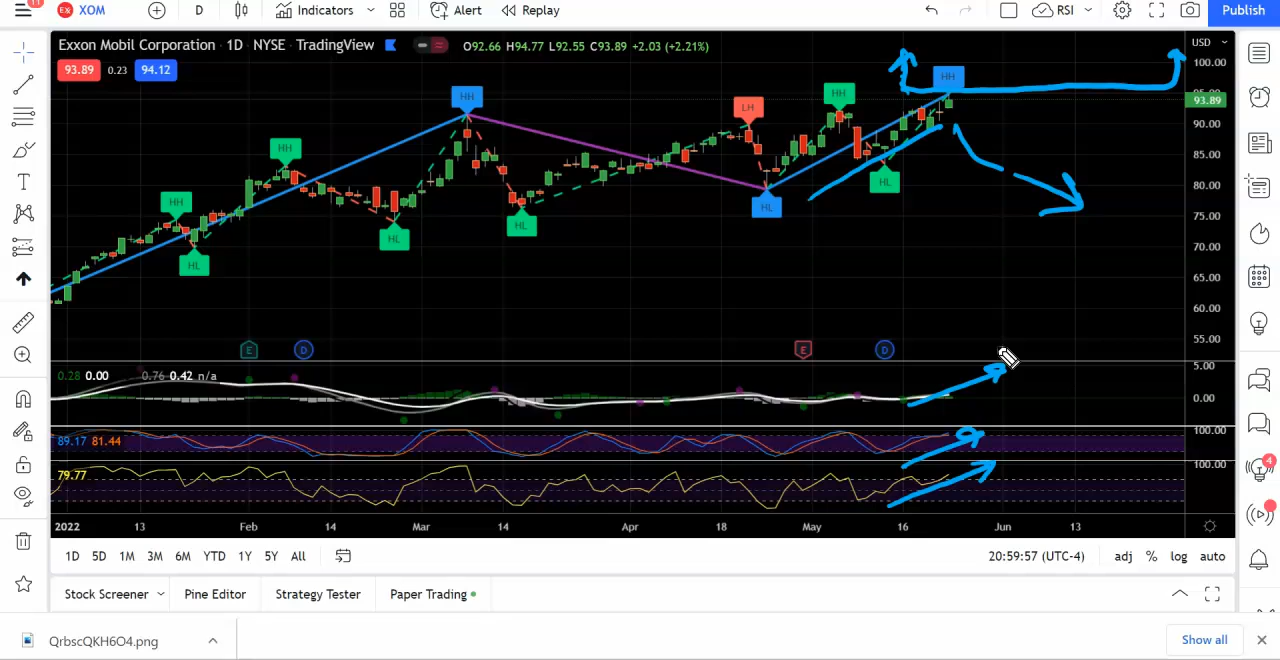 11
XOM D Indicators Alert Replay RSI Publish
Exxon Mobil Corporation · 1D · NYSE · TradingView O92.66 H94.77 L92.55 C93.89 +2.03 (+2.21%) USD
93.89 0.23 94.12
100.00
95.00
93.89
90.00
85.00
80.00
75.00
70.00
65.00
60.00
55.00
HH HL HH HL HH HL LH HL HH HL HH
E D E D
0.28 0.00 0.76 0.42 n/a
5.00
0.00
89.17 81.44
100.00
79.77
100.00
2022 13 Feb 14 Mar 14 Apr 18 May 16 Jun 13
1D 5D 1M 3M 6M YTD 1Y 5Y All 20:59:57 (UTC-4) adj % log auto
Stock Screener Pine Editor Strategy Tester Paper Trading
4
QrbscQKH6O4.png Show all